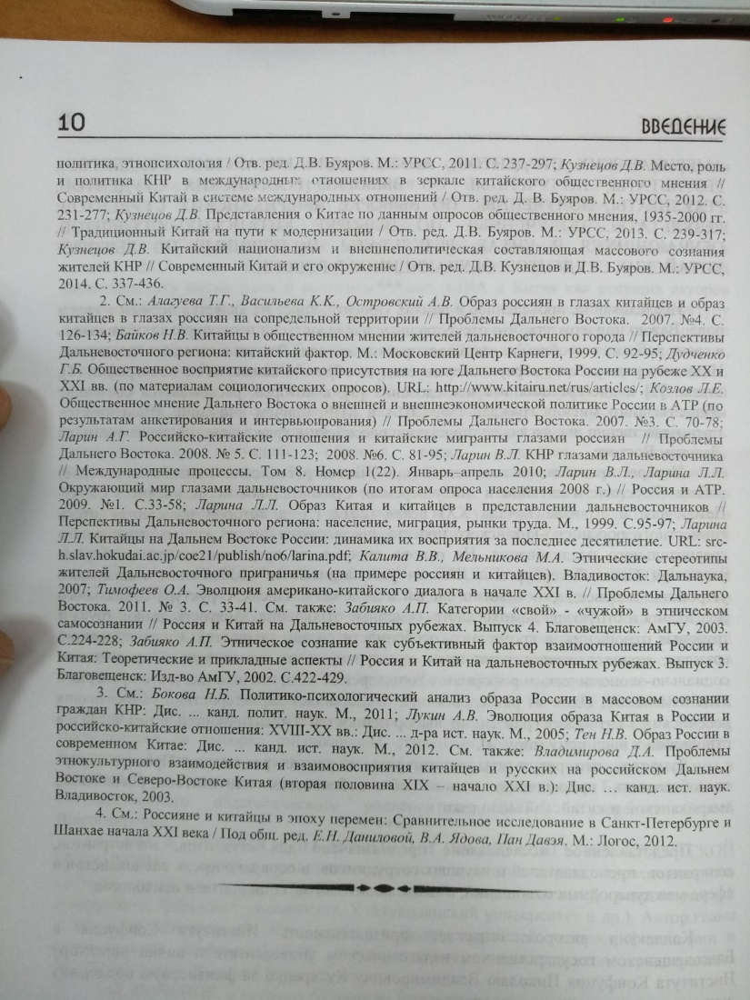 10 ВВЕДЕНИЕ
политика, этнопсихология / Отв. ред. Д.В. Буяров. М.: УРСС, 2011. С. 237-297; Кузнецов Д.В. Место, роль
и политика КНР в международных отношениях в зеркале китайского общественного мнения //
Современный Китай в системе международных отношений / Отв. ред. Д. В. Буяров. М.: УРСС, 2012. С.
231-277; Кузнецов Д.В. Представления о Китае по данным опросов общественного мнения, 1935-2000 гг.
// Традиционный Китай на пути к модернизации / Отв. ред. Д.В. Буяров. М.: УРСС, 2013. С. 239-317;
Кузнецов Д.В. Китайский национализм и внешнеполитическая составляющая массового сознания
жителей КНР // Современный Китай и его окружение / Отв. ред. Д.В. Кузнецов и Д.В. Буяров. М.: УРСС,
2014. С. 337-436.
2. См.: Алагуева Т.Г., Васильева К.К., Островский А.В. Образ россиян в глазах китайцев и образ
китайцев в глазах россиян на сопредельной территории // Проблемы Дальнего Востока. 2007. №4. С.
126-134; Байков Н.В. Китайцы в общественном мнении жителей дальневосточного города // Перспективы
Дальневосточного региона: китайский фактор. М.: Московский Центр Карнеги, 1999. С. 92-95; Дудченко
Г.Б. Общественное восприятие китайского присутствия на юге Дальнего Востока России на рубеже XX и
XXI вв. (по материалам социологических опросов). URL: http://www.kitairu.net/rus/articles/; Козлов Л.Е.
Общественное мнение Дальнего Востока о внешней и внешнеэкономической политике России в АТР (по
результатам анкетирования и интервьюирования) // Проблемы Дальнего Востока. 2007. №3. С. 70-78;
Ларин А.Г. Российско-китайские отношения и китайские мигранты глазами россиян // Проблемы
Дальнего Востока. 2008. № 5. С. 111-123; 2008. №6. С. 81-95; Ларин В.Л. КНР глазами дальневосточника
// Международные процессы. Том 8. Номер 1(22). Январь–апрель 2010; Ларин В.Л., Ларина Л.Л.
Окружающий мир глазами дальневосточников (по итогам опроса населения 2008 г.) // Россия и АТР.
2009. №1. С.33-58; Ларина Л.Л. Образ Китая и китайцев в представлении дальневосточников //
Перспективы Дальневосточного региона: население, миграция, рынки труда. М., 1999. С.95-97; Ларина
Л.Л. Китайцы на Дальнем Востоке России: динамика их восприятия за последнее десятилетие. URL: src-
h.slav.hokudai.ac.jp/coe21/publish/no6/larina.pdf; Калита В.В., Мельникова М.А. Этнические стереотипы
жителей Дальневосточного приграничья (на примере россиян и китайцев). Владивосток: Дальнаука,
2007; Тимофеев О.А. Эволюция американо-китайского диалога в начале XXI в. // Проблемы Дальнего
Востока. 2011. № 3. С. 33-41. См. также: Забияко А.П. Категории «свой» - «чужой» в этническом
самосознании // Россия и Китай на Дальневосточных рубежах. Выпуск 4. Благовещенск: АмГУ, 2003.
С.224-228; Забияко А.П. Этническое сознание как субъективный фактор взаимоотношений России и
Китая: Теоретические и прикладные аспекты // Россия и Китай на дальневосточных рубежах. Выпуск 3.
Благовещенск: Изд-во АмГУ, 2002. С.422-429.
3. См.: Бокова Н.Б. Политико-психологический анализ образа России в массовом сознании
граждан КНР: Дис. ... канд. полит. наук. М., 2011; Лукин А.В. Эволюция образа Китая в России и
российско-китайские отношения: XVIII-XX вв.: Дис. ... д-ра ист. наук. М., 2005; Тен Н.В. Образ России в
современном Китае: Дис. ... канд. ист. наук. М., 2012. См. также: Владимирова Д.А. Проблемы
этнокультурного взаимодействия и взаимовосприятия китайцев и русских на российском Дальнем
Востоке и Северо-Востоке Китая (вторая половина XIX – начало XXI в.): Дис. ... канд. ист. наук.
Владивосток, 2003.
4. См.: Россияне и китайцы в эпоху перемен: Сравнительное исследование в Санкт-Петербурге и
Шанхае начала XXI века / Под общ. ред. Е.Н. Даниловой, В.А. Ядова, Пан Давэя. М.: Логос, 2012.